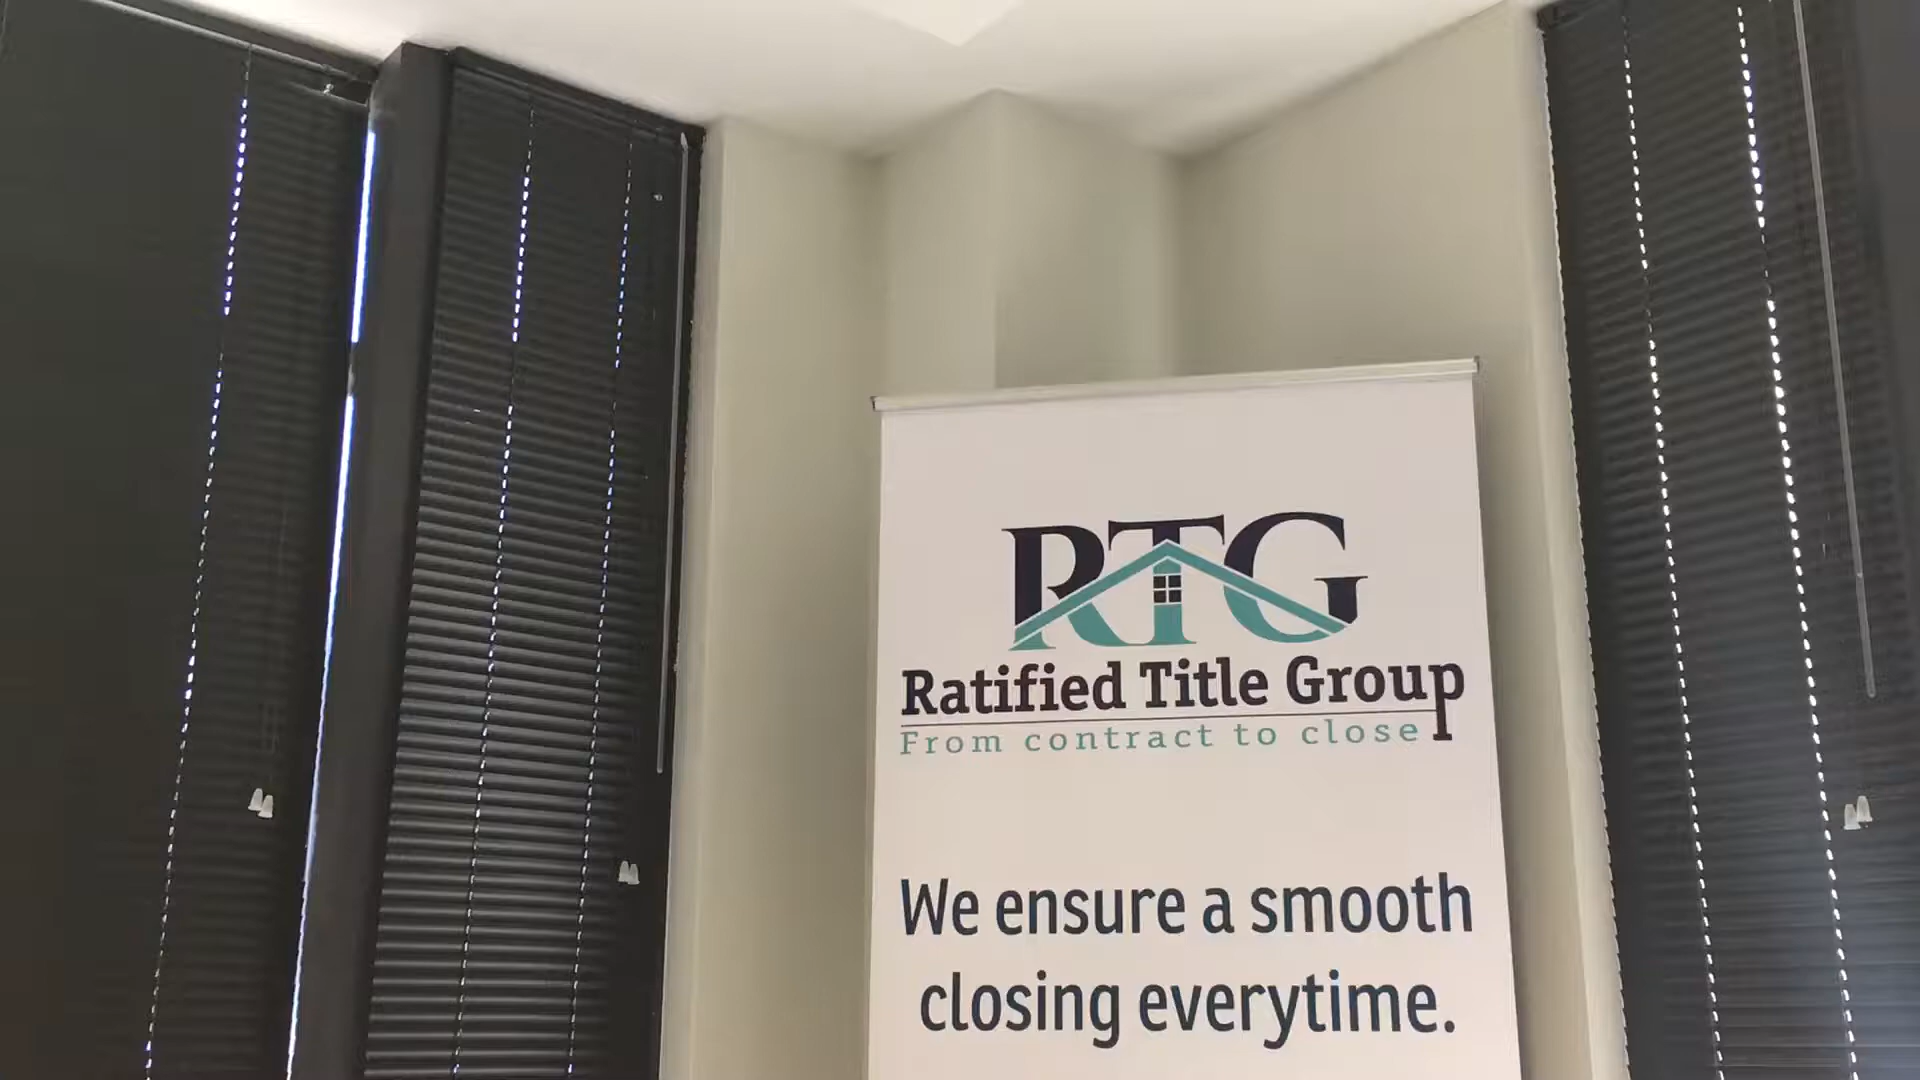 RTG
Ratified Title Group
From contract to close
We ensure a smooth
closing everytime.